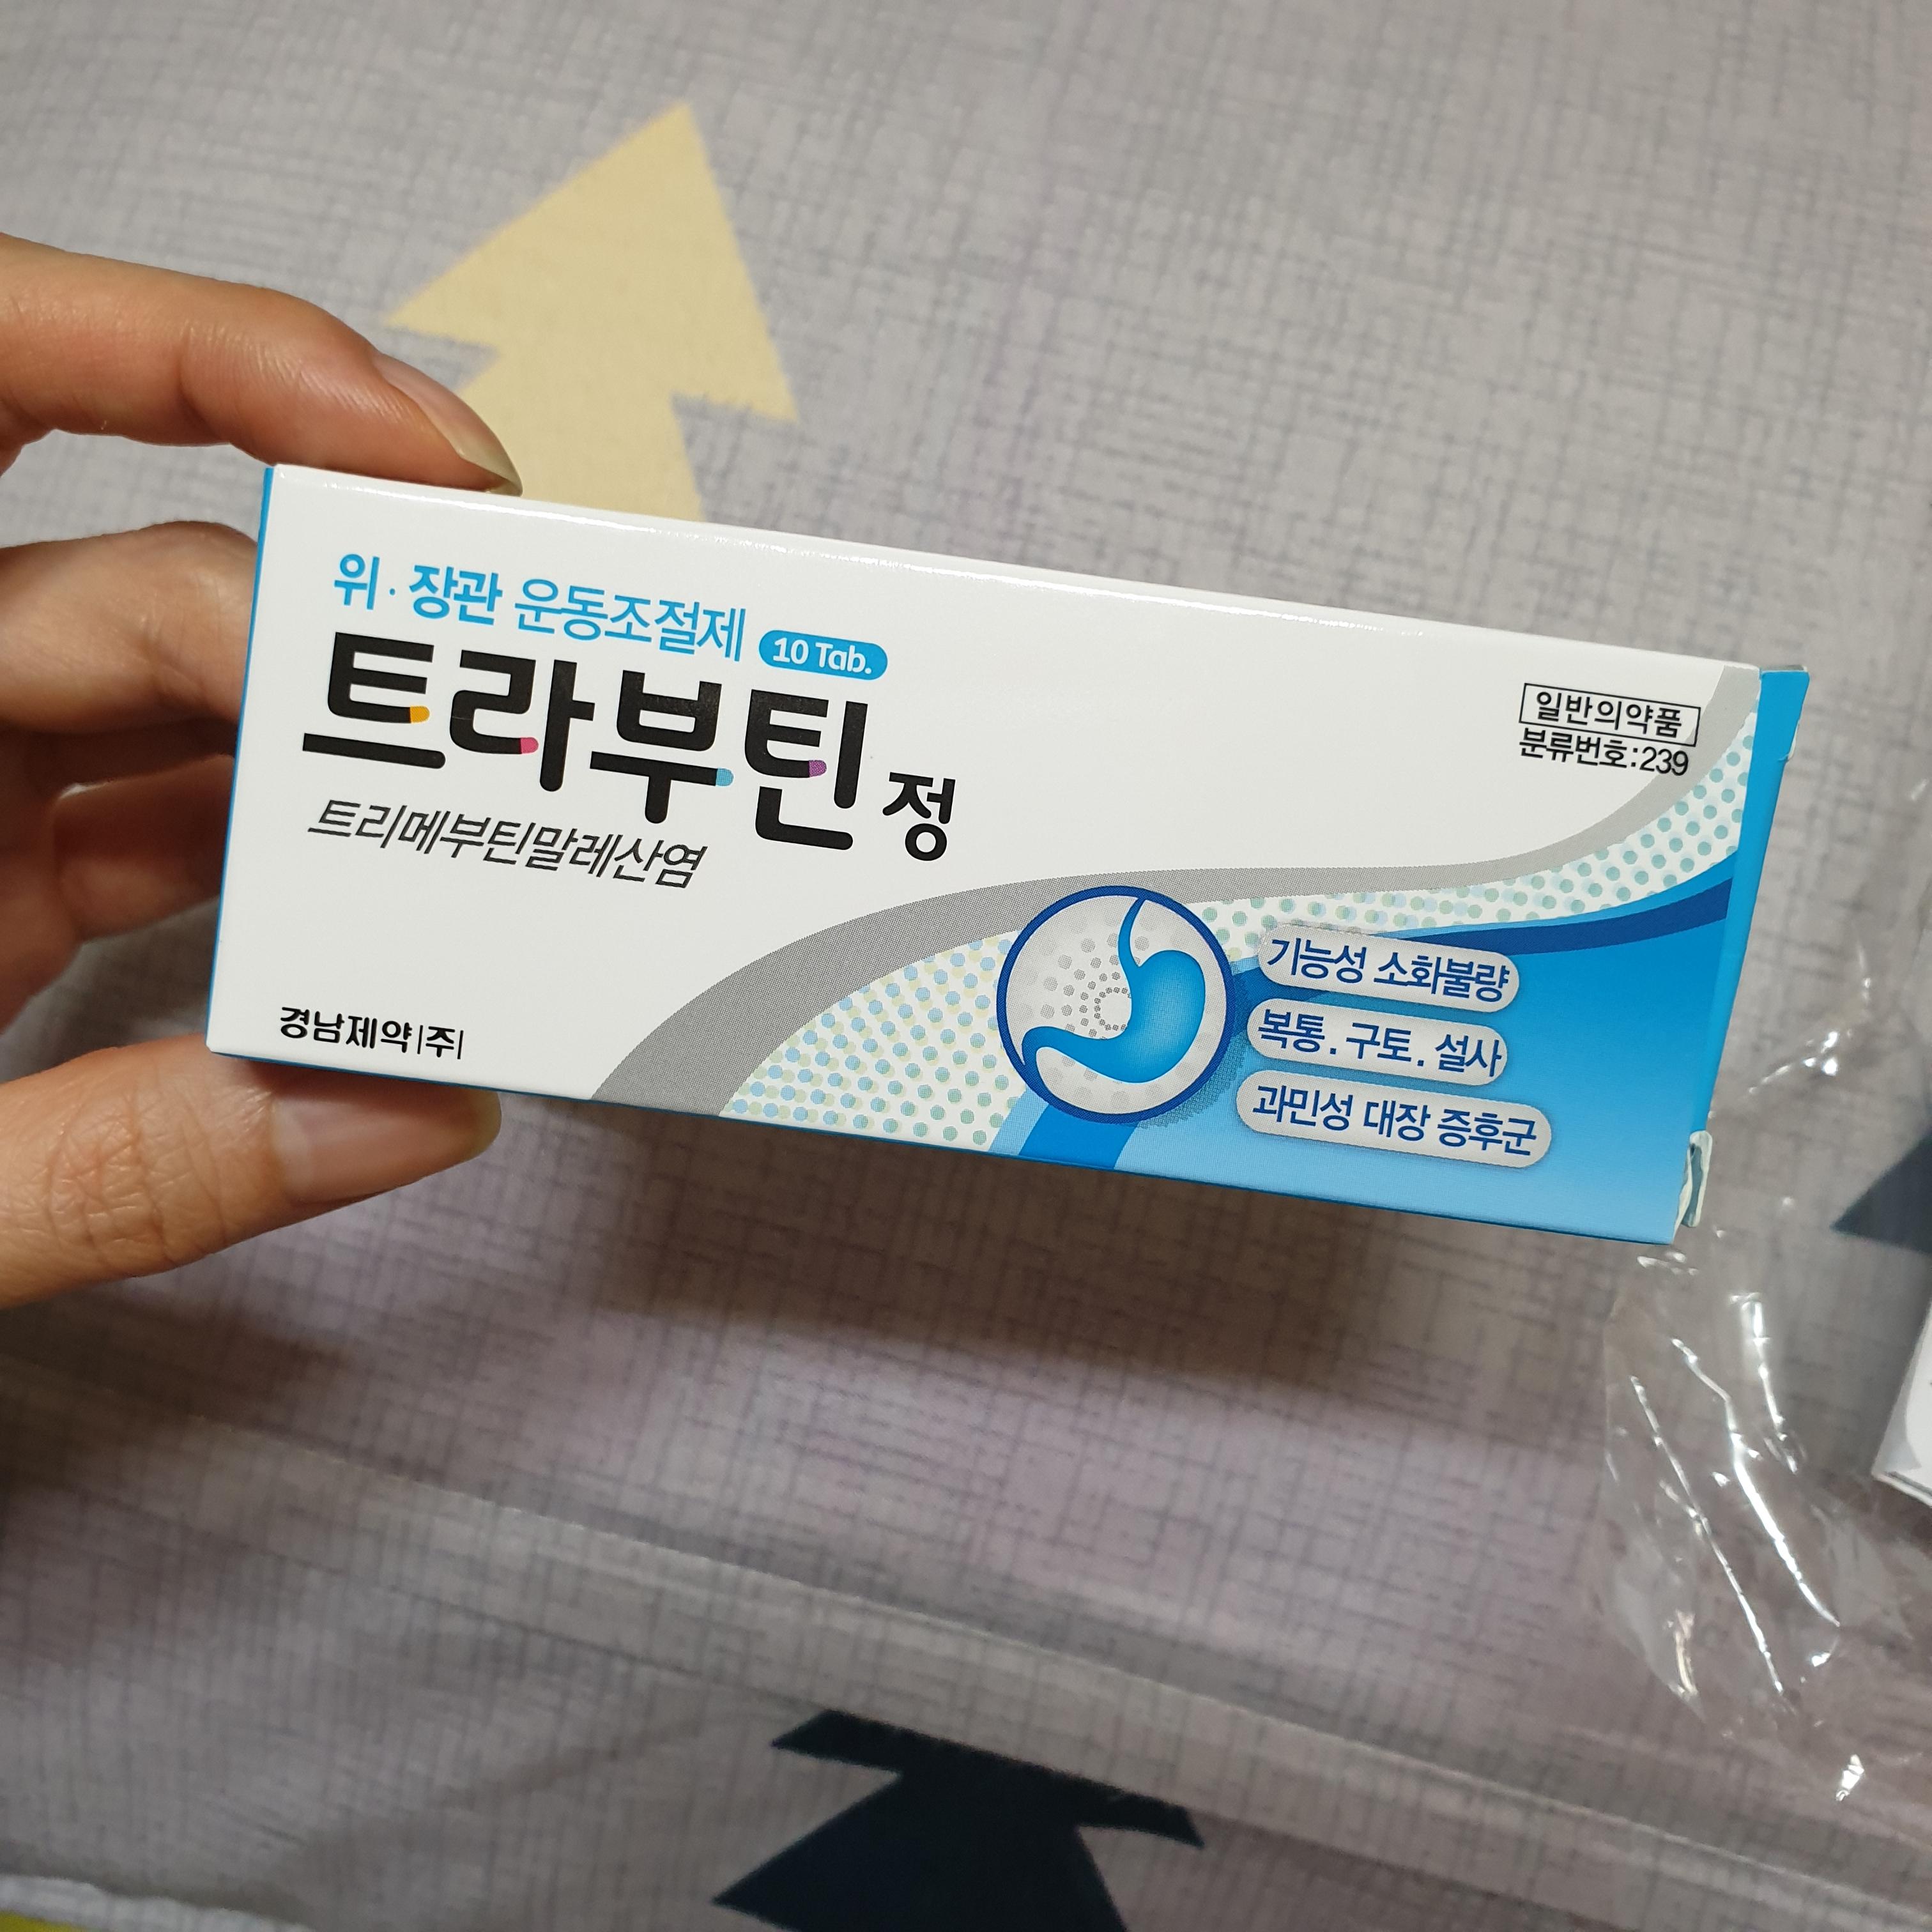 위·장관 운동조절제 10 Tab.
트라부틴정
트리메부틴말레산염
일반의약품
분류번호:239
기능성 소화불량
복통. 구토. 설사
과민성 대장 증후군
경남제약|주|